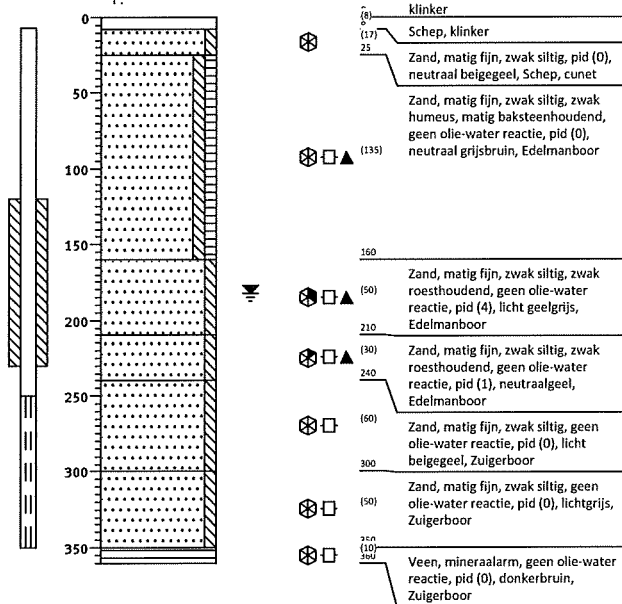 0
50
100
150
200
250
300
350
(8)
klinker
(17)
Schep, klinker
25
Zand, matig fijn, zwak siltig, pid (0),
neutraal beigegeel, Schep, cunet
(135)
Zand, matig fijn, zwak siltig, zwak
humeus, matig baksteenhoudend,
geen olie-water reactie, pid (0),
neutraal grijsbruin, Edelmanboor
160
(50)
Zand, matig fijn, zwak siltig, zwak
roesthoudend, geen olie-water
reactie, pid (4), licht geelgrijs,
Edelmanboor
210
(30)
Zand, matig fijn, zwak siltig, zwak
roesthoudend, geen olie-water
reactie, pid (1), neutraalgeel,
Edelmanboor
240
(60)
Zand, matig fijn, zwak siltig, geen
olie-water reactie, pid (0), licht
beigegeel, Zuigerboor
300
(50)
Zand, matig fijn, zwak siltig, geen
olie-water reactie, pid (0), lichtgrijs,
Zuigerboor
350
(10)
360
Veen, mineraalarm, geen olie-water
reactie, pid (0), donkerbruin,
Zuigerboor